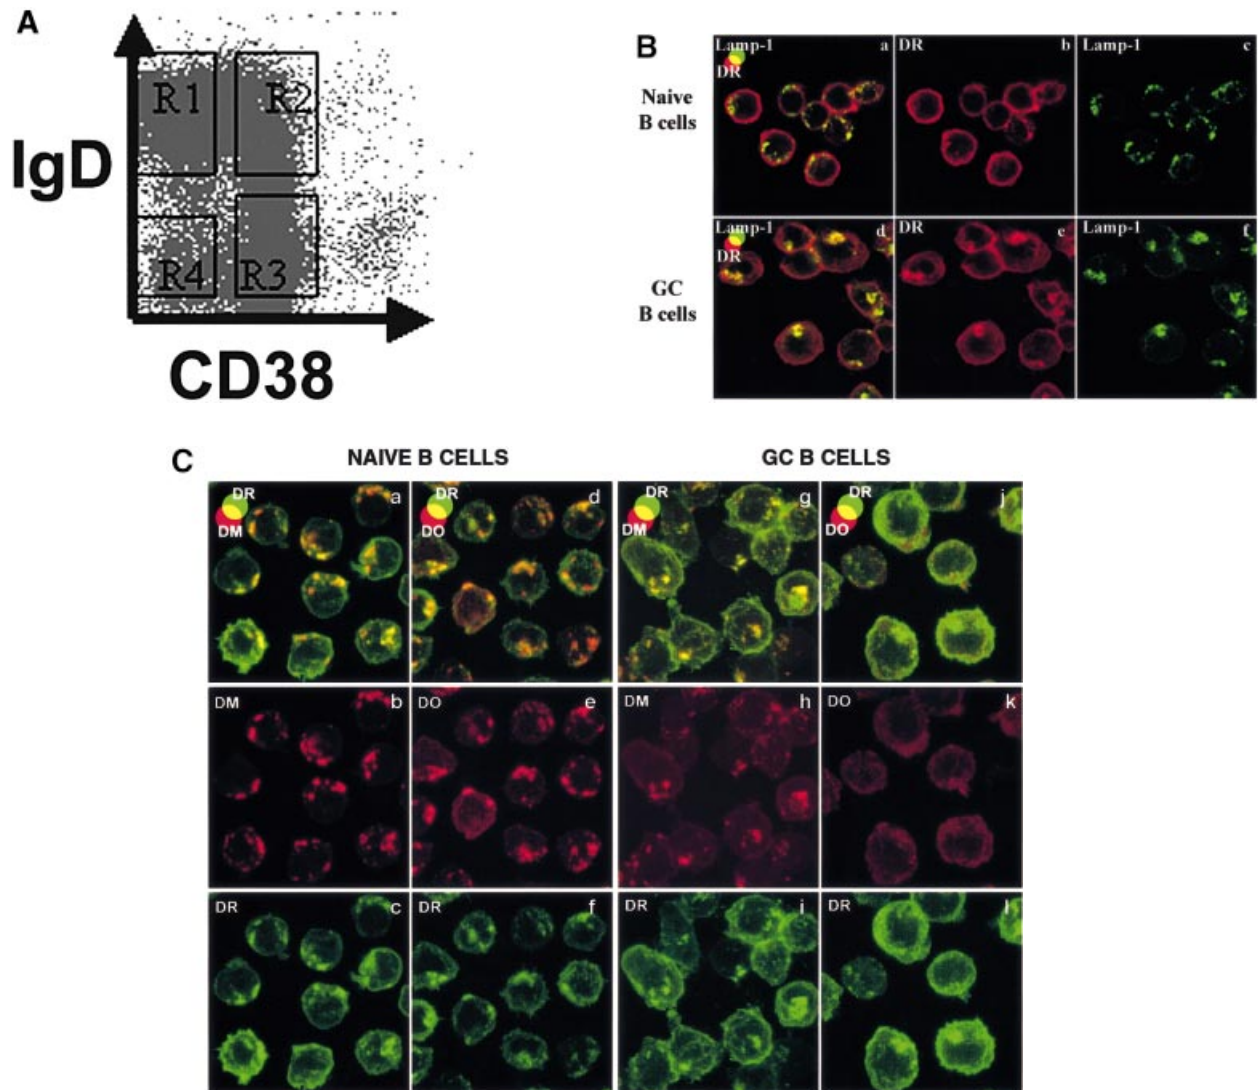 A
IgD
R1
R2
R4
R3
CD38
B
Lamp-1
a
DR
b
Lamp-1
c
DR
Naive
B cells
Lamp-1
d
DR
e
Lamp-1
f
DR
GC
B cells
C
NAIVE B CELLS
GC B CELLS
DR
a
DM
DR
d
DO
DR
g
DM
DR
j
DO
DM
b
DO
e
DM
h
DO
k
DR
c
DR
f
DR
i
DR
l